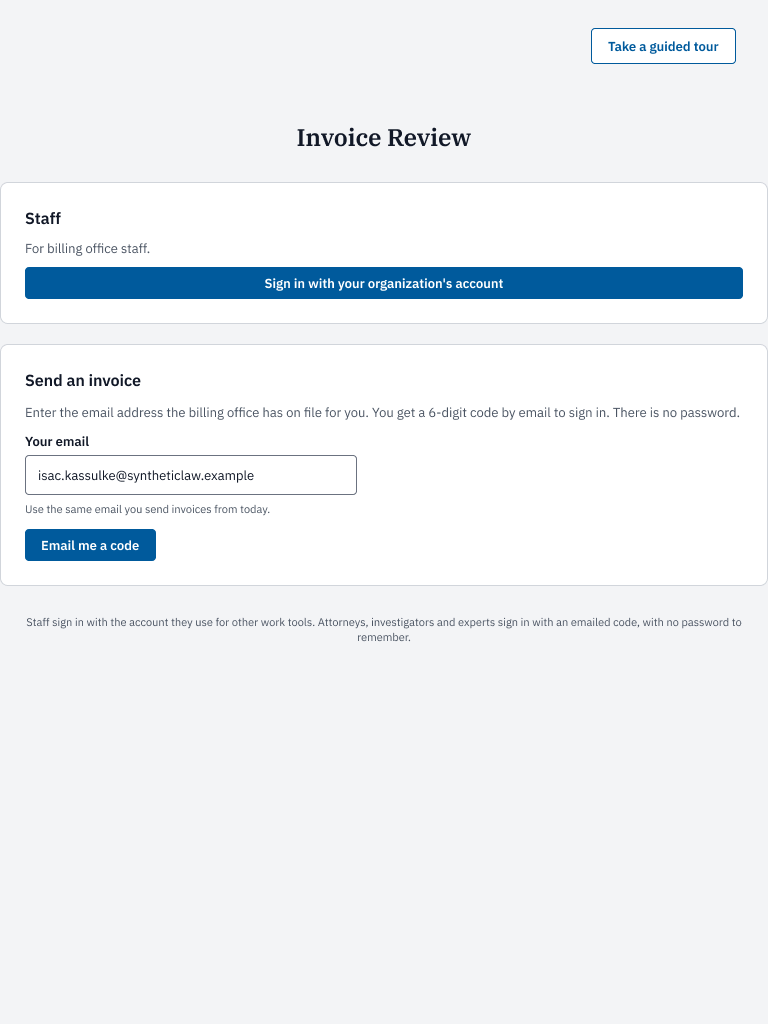 Take a guided tour
Invoice Review
Staff
For billing office staff.
Sign in with your organization's account
Send an invoice
Enter the email address the billing office has on file for you. You get a 6-digit code by email to sign in. There is no password.
Your email
isac.kassulke@syntheticlaw.example
Use the same email you send invoices from today.
Email me a code
Staff sign in with the account they use for other work tools. Attorneys, investigators and experts sign in with an emailed code, with no password to
remember.